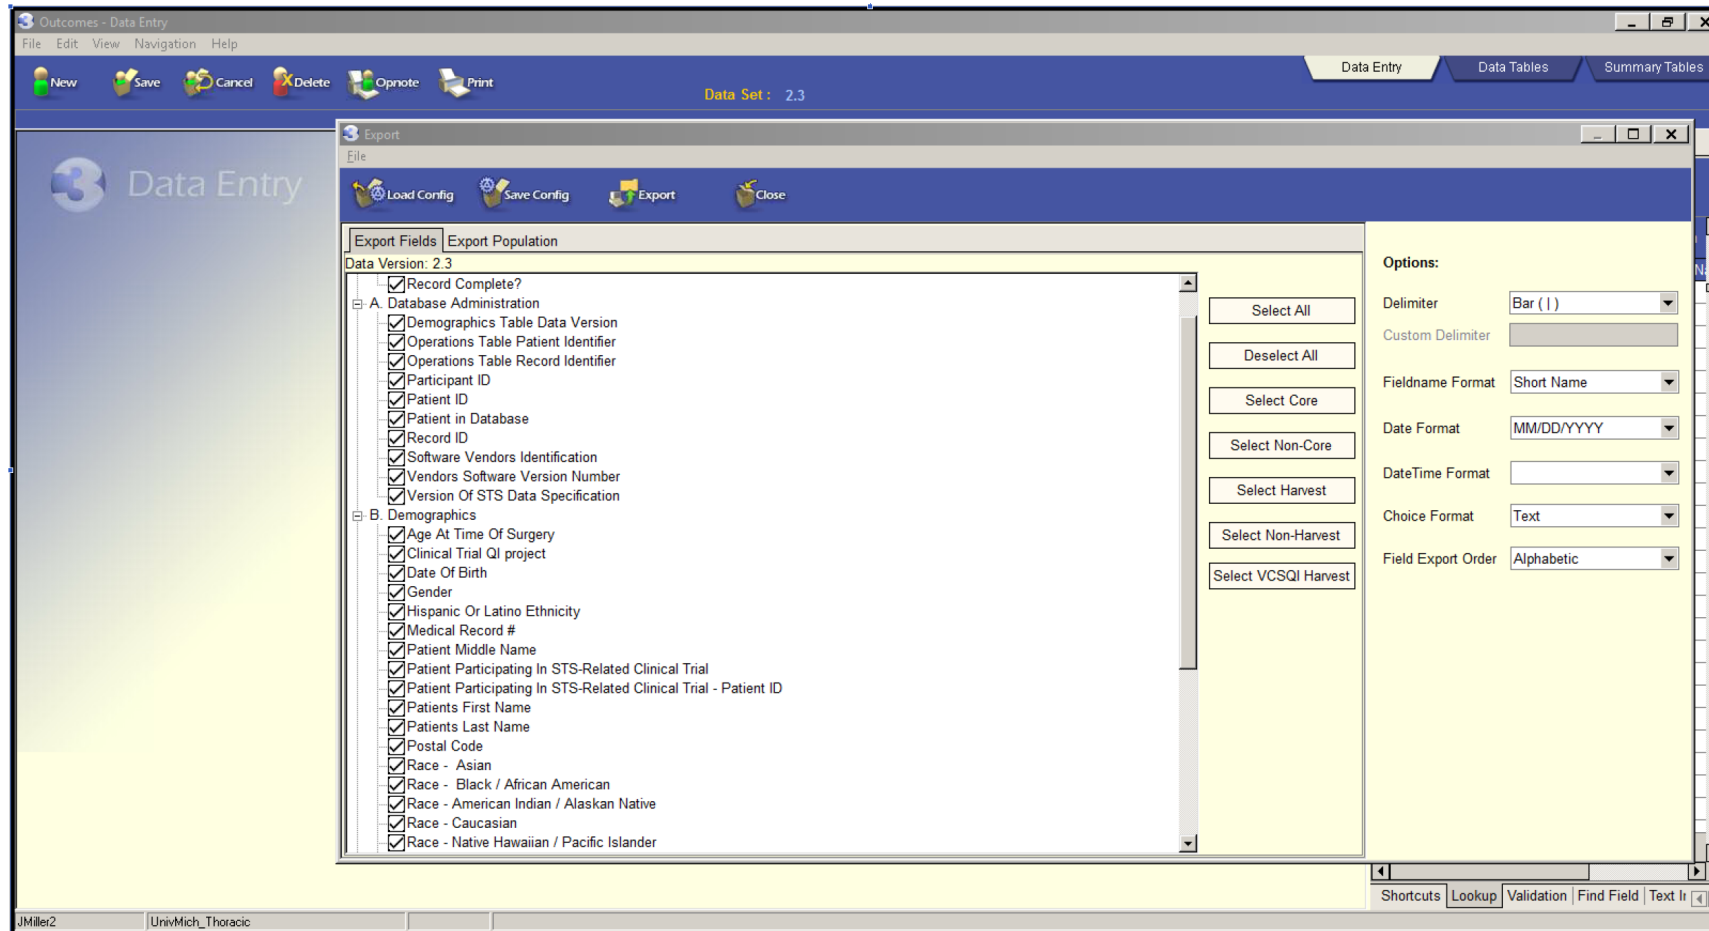 3 Outcomes - Data Entry
File Edit View Navigation Help
New Save Cancel Delete Opnote Print
Data Set : 2.3
Data Entry Data Tables Summary Tables
3 Data Entry
3 Export
File
Load Config Save Config Export Close
Export Fields Export Population
Data Version: 2.3
Record Complete?
A. Database Administration
Demographics Table Data Version
Operations Table Patient Identifier
Operations Table Record Identifier
Participant ID
Patient ID
Patient in Database
Record ID
Software Vendors Identification
Vendors Software Version Number
Version Of STS Data Specification
B. Demographics
Age At Time Of Surgery
Clinical Trial QI project
Date Of Birth
Gender
Hispanic Or Latino Ethnicity
Medical Record #
Patient Middle Name
Patient Participating In STS-Related Clinical Trial
Patient Participating In STS-Related Clinical Trial - Patient ID
Patients First Name
Patients Last Name
Postal Code
Race - Asian
Race - Black / African American
Race - American Indian / Alaskan Native
Race - Caucasian
Race - Native Hawaiian / Pacific Islander
Select All
Deselect All
Select Core
Select Non-Core
Select Harvest
Select Non-Harvest
Select VCSQI Harvest
Options:
Delimiter Bar ( | )
Custom Delimiter
Fieldname Format Short Name
Date Format MM/DD/YYYY
DateTime Format
Choice Format Text
Field Export Order Alphabetic
Shortcuts Lookup Validation Find Field Text
JMiller2 UnivMich_Thoracic